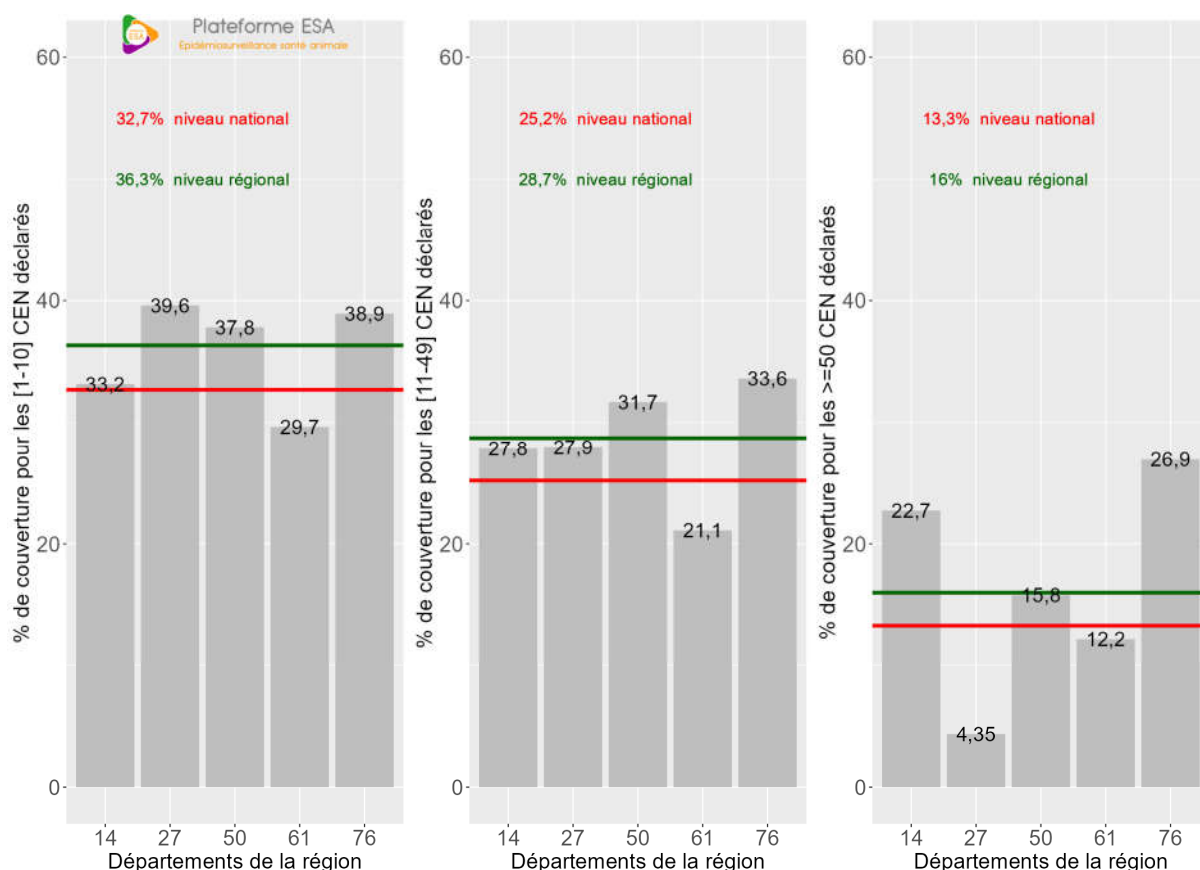 Plateforme ESA
Epidémiosurveillance santé animale
ESA
% de couverture pour les [1-10] CEN déclarés
60
40
20
0
32,7% niveau national
36,3% niveau régional
33,2
39,6
37,8
29,7
38,9
14 27 50 61 76
Départements de la région
% de couverture pour les [11-49] CEN déclarés
60
40
20
0
25,2% niveau national
28,7% niveau régional
27,8
27,9
31,7
21,1
33,6
14 27 50 61 76
Départements de la région
% de couverture pour les >=50 CEN déclarés
60
40
20
0
13,3% niveau national
16% niveau régional
22,7
4,35
15,8
12,2
26,9
14 27 50 61 76
Départements de la région